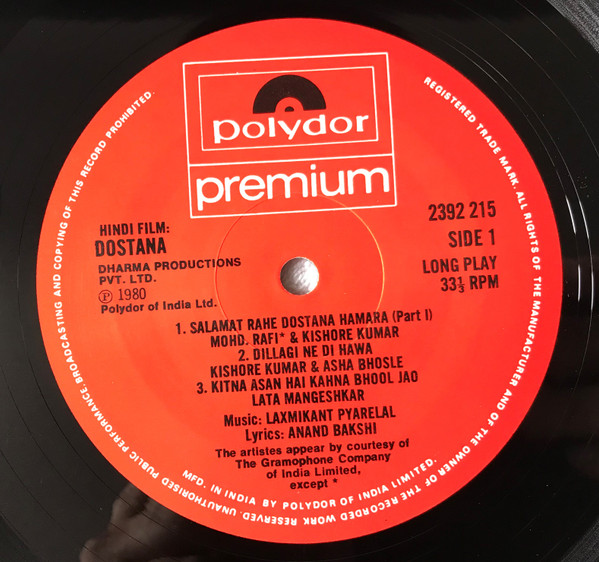 polydor
premium
HINDI FILM:
DOSTANA
DHARMA PRODUCTIONS
PVT. LTD.
Ⓟ 1980
Polydor of India Ltd.
2392 215
SIDE 1
LONG PLAY
33⅓ RPM
1. SALAMAT RAHE DOSTANA HAMARA (Part I)
MOHD. RAFI* & KISHORE KUMAR
2. DILLAGI NE DI HAWA
KISHORE KUMAR & ASHA BHOSLE
3. KITNA ASAN HAI KAHNA BHOOL JAO
LATA MANGESHKAR
Music: LAXMIKANT PYARELAL
Lyrics: ANAND BAKSHI
The artistes appear by courtesy of
The Gramophone Company
of India Limited,
except *
MFD. IN INDIA BY POLYDOR OF INDIA LIMITED.
REGISTERED TRADE MARK. ALL RIGHTS OF THE MANUFACTURER AND OF THE OWNER OF THE RECORDED WORK RESERVED. UNAUTHORISED PUBLIC PERFORMANCE, BROADCASTING AND COPYING OF THIS RECORD PROHIBITED.